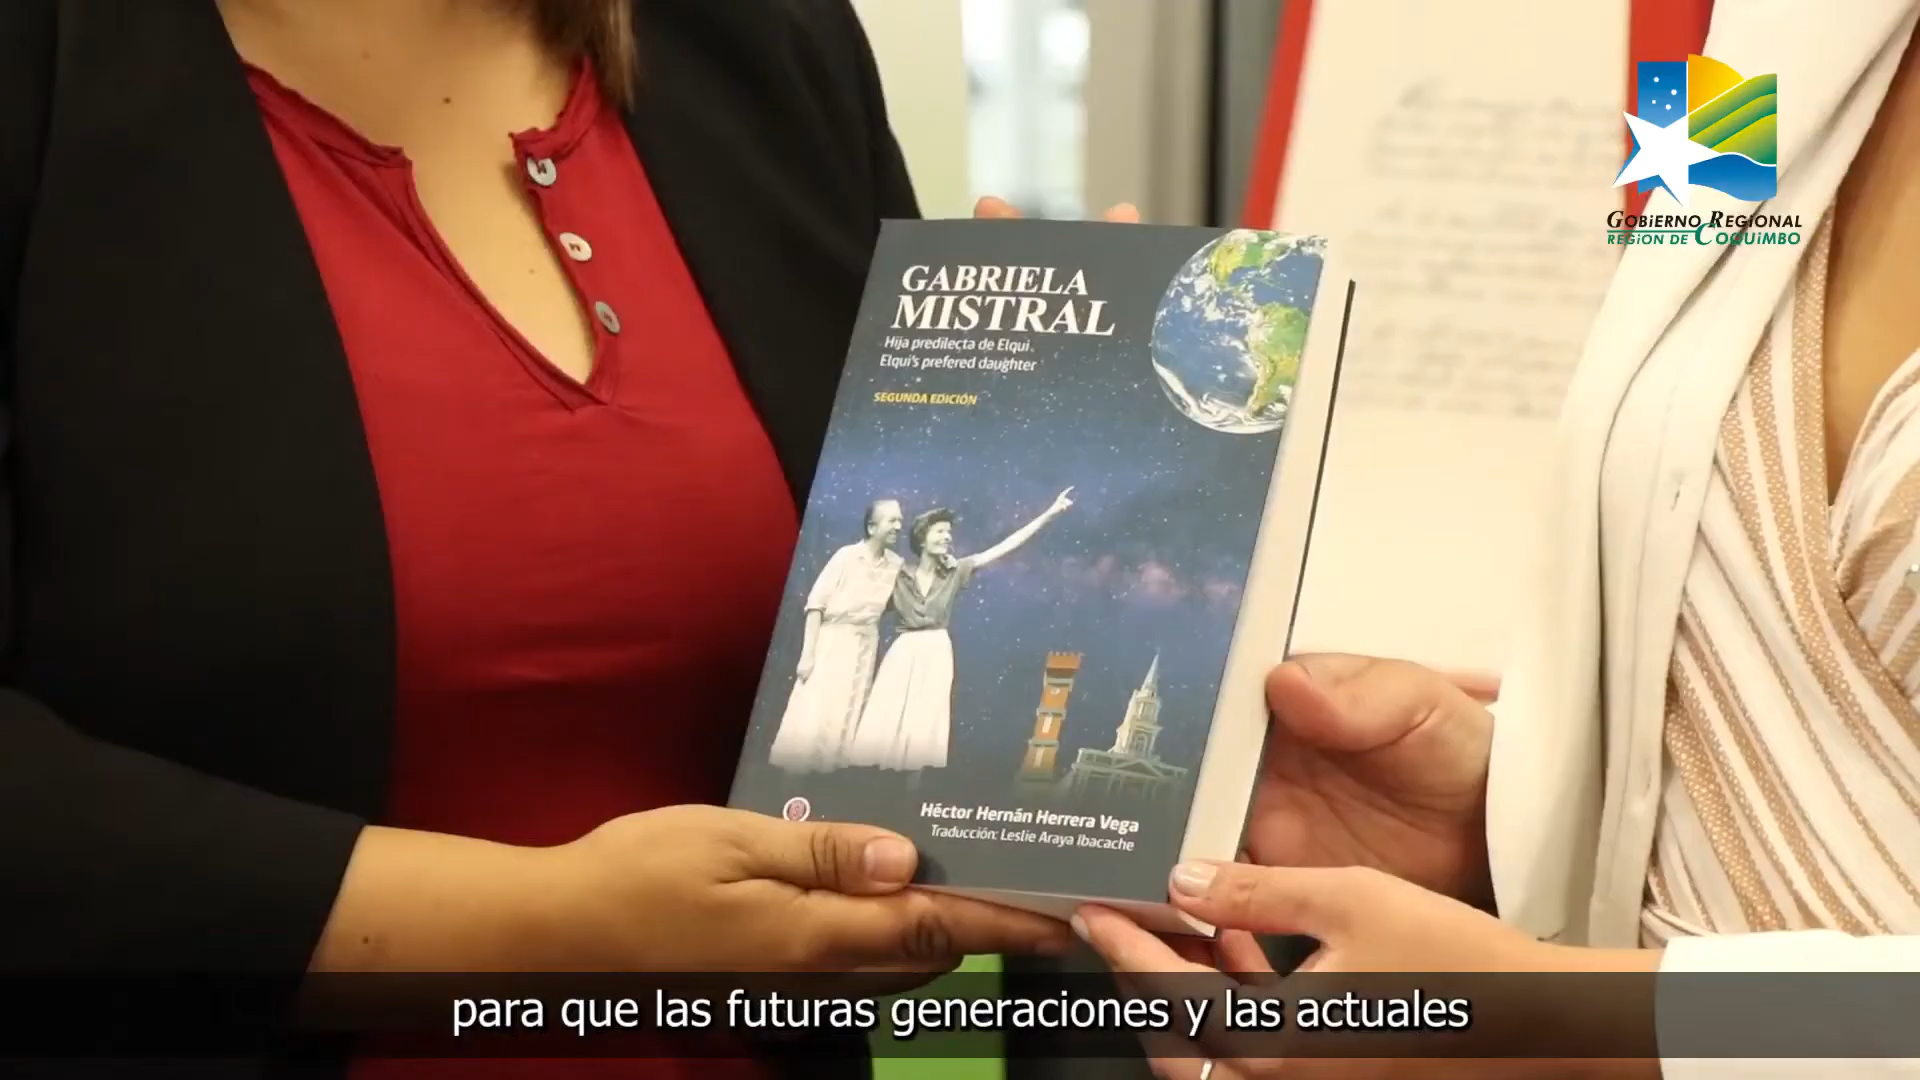 GOBIERNO REGIONAL
REGION DE COQUIMBO
GABRIELA
MISTRAL
Hija predilecta de Elqui.
Elqui's prefered daughter
SEGUNDA EDICIÓN
Héctor Hernán Herrera Vega
Traducción: Leslie Araya Ibacache
para que las futuras generaciones y las actuales